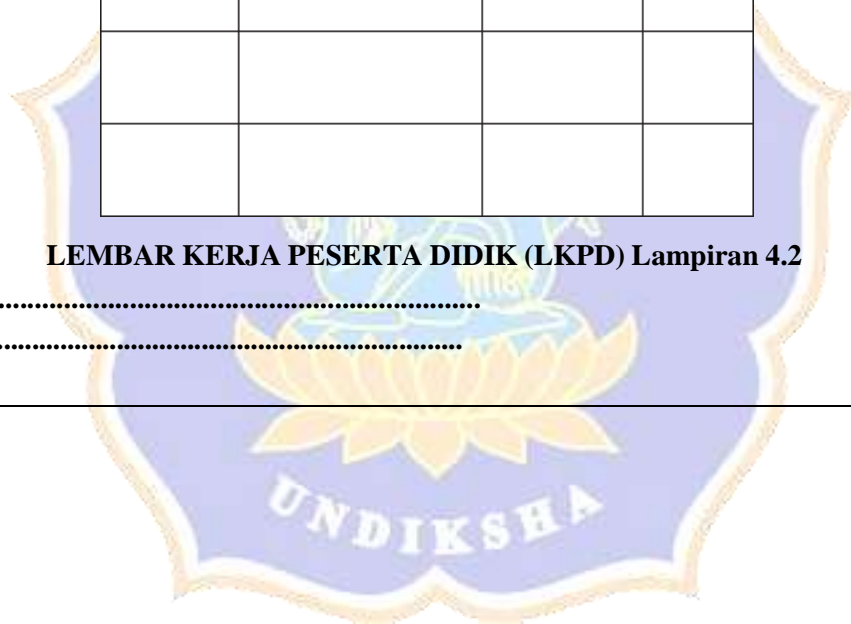 LEMBAR KERJA PESERTA DIDIK (LKPD) Lampiran 4.2
................................................................................
.............................................................................
UNDIKSHA